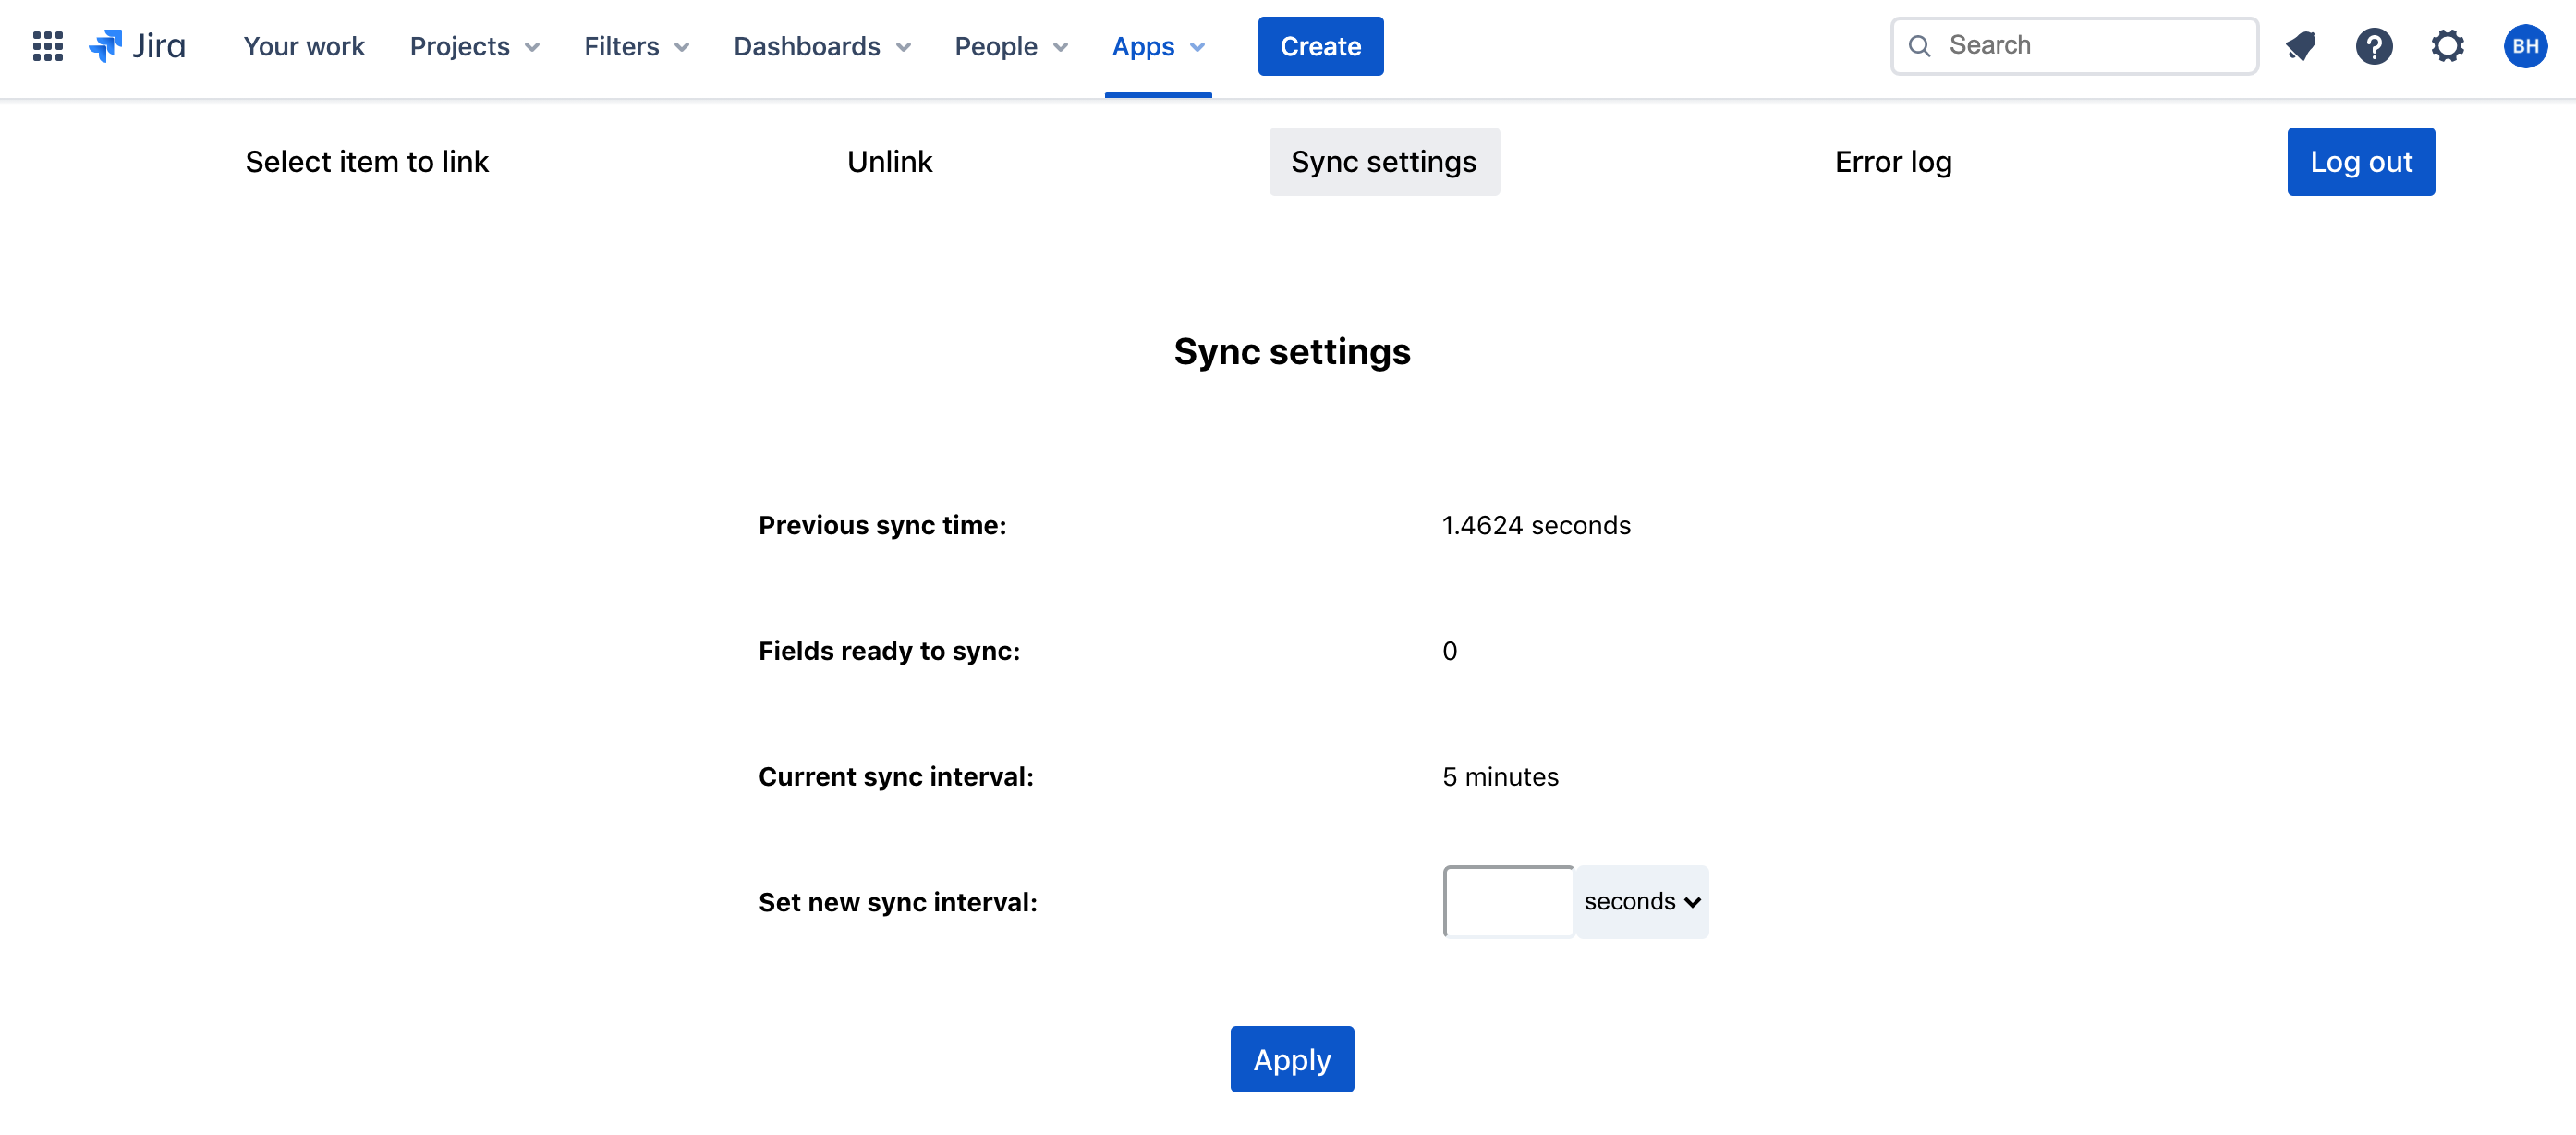 Jira Your work Projects Filters Dashboards People Apps Create Search ? BH
Select item to link Unlink Sync settings Error log Log out
Sync settings
Previous sync time: 1.4624 seconds
Fields ready to sync: 0
Current sync interval: 5 minutes
Set new sync interval: seconds
Apply